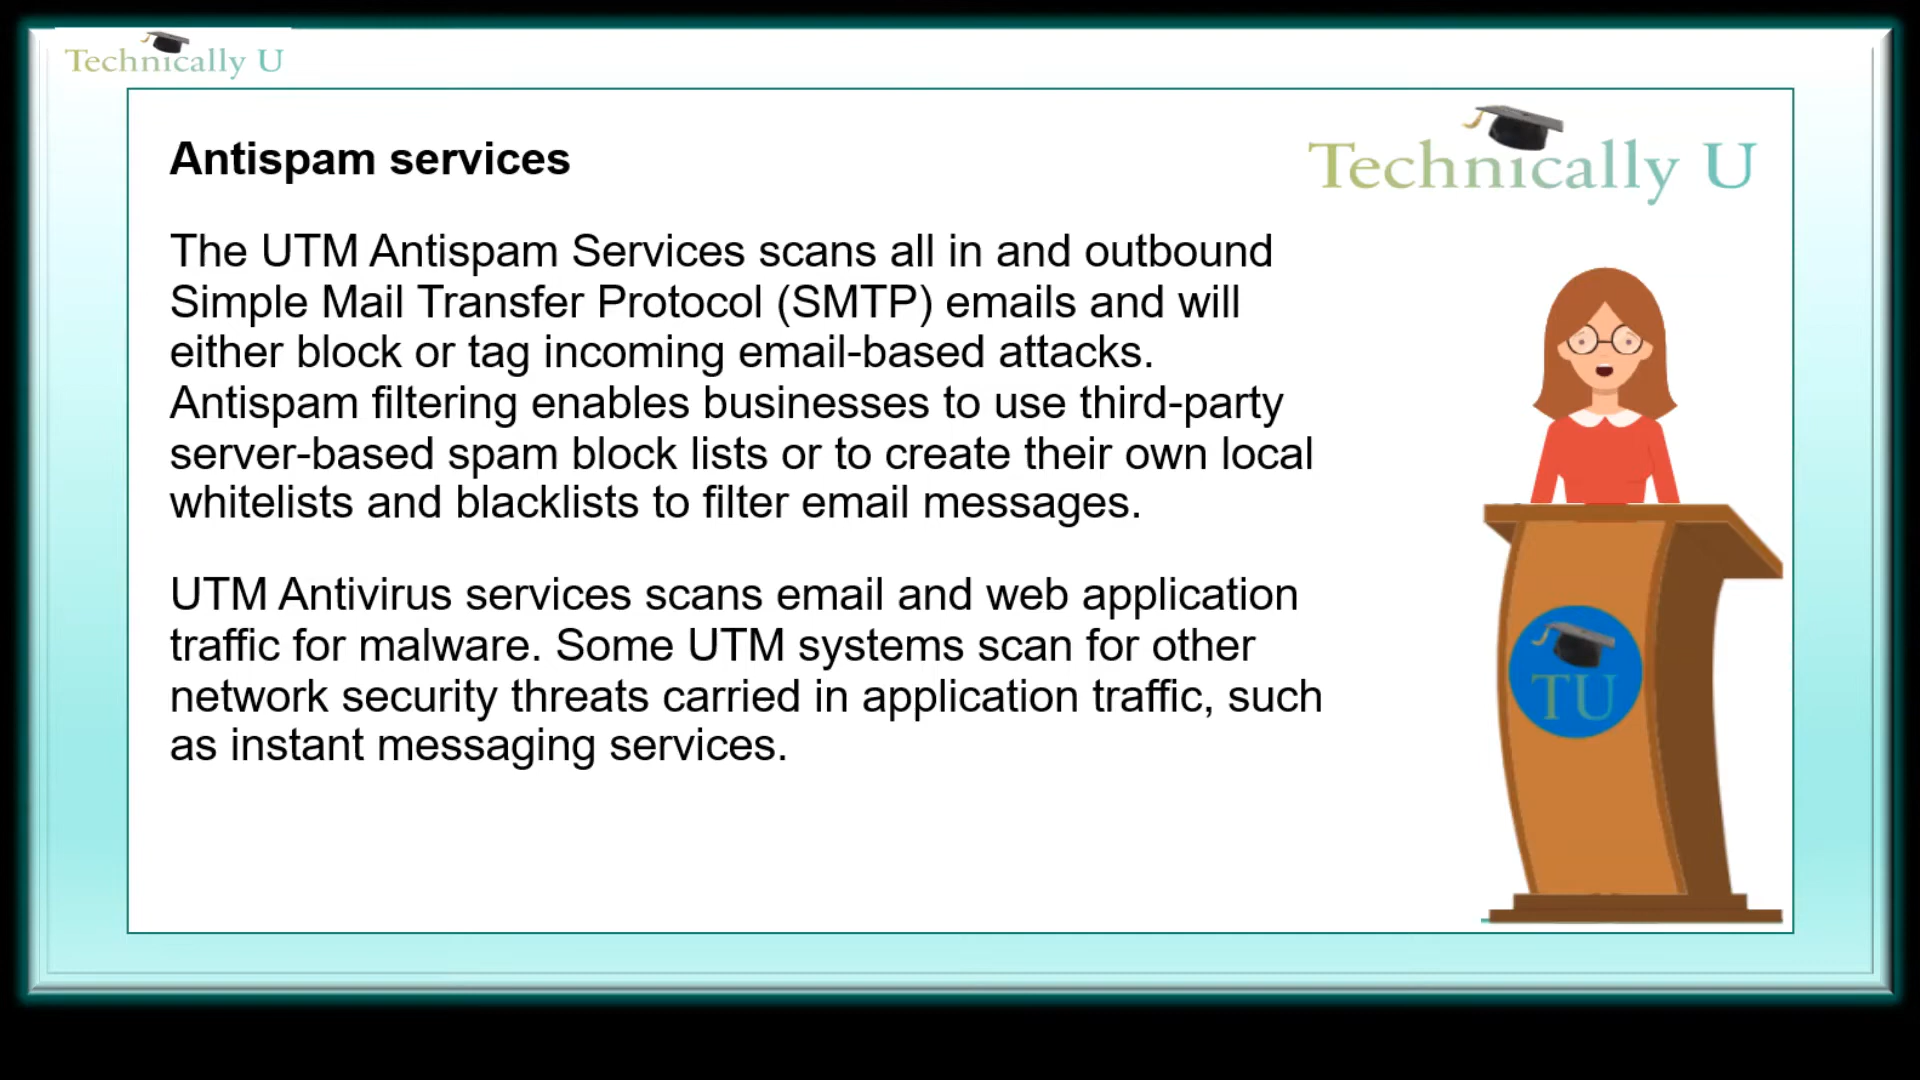 Technically U
Technically U
Antispam services
The UTM Antispam Services scans all in and outbound
Simple Mail Transfer Protocol (SMTP) emails and will
either block or tag incoming email-based attacks.
Antispam filtering enables businesses to use third-party
server-based spam block lists or to create their own local
whitelists and blacklists to filter email messages.
UTM Antivirus services scans email and web application
traffic for malware. Some UTM systems scan for other
network security threats carried in application traffic, such
as instant messaging services.
TU